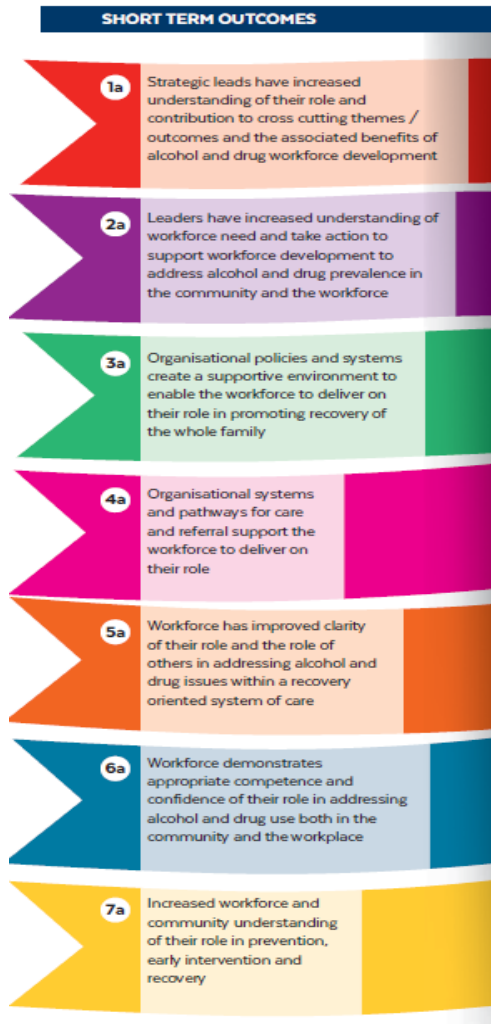 SHORT TERM OUTCOMES
1a
Strategic leads have increased
understanding of their role and
contribution to cross cutting themes /
outcomes and the associated benefits of
alcohol and drug workforce development
2a
Leaders have increased understanding of
workforce need and take action to
support workforce development to
address alcohol and drug prevalence in
the community and the workforce
3a
Organisational policies and systems
create a supportive environment to
enable the workforce to deliver on
their role in promoting recovery of
the whole family
4a
Organisational systems
and pathways for care
and referral support the
workforce to deliver on
their role
5a
Workforce has improved clarity
of their role and the role of
others in addressing alcohol and
drug issues within a recovery
oriented system of care
6a
Workforce demonstrates
appropriate competence and
confidence of their role in addressing
alcohol and drug use both in the
community and the workplace
7a
Increased workforce and
community understanding
of their role in prevention,
early intervention and
recovery